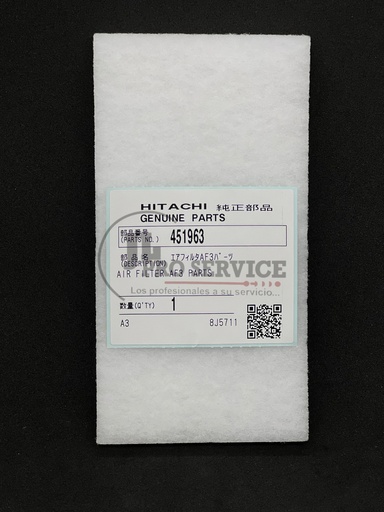 HITACHI 純正部品
GENUINE PARTS
部品番号
(PARTS NO.) 451963
部品名 エアフィルタAF3パーツ
(DESCRIPTION)
AIR FILTER AF3 PARTS
SERVICE
Los profesionales a su servicio...
数量(Q'TY) 1
A3 8J5711